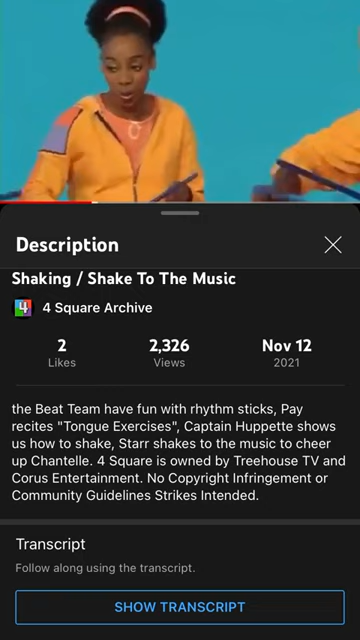 Description
Shaking / Shake To The Music
4 4 Square Archive
2 2,326 Nov 12
Likes Views 2021
the Beat Team have fun with rhythm sticks, Pay
recites "Tongue Exercises", Captain Huppette shows
us how to shake, Starr shakes to the music to cheer
up Chantelle. 4 Square is owned by Treehouse TV and
Corus Entertainment. No Copyright Infringement or
Community Guidelines Strikes Intended.
Transcript
Follow along using the transcript.
SHOW TRANSCRIPT